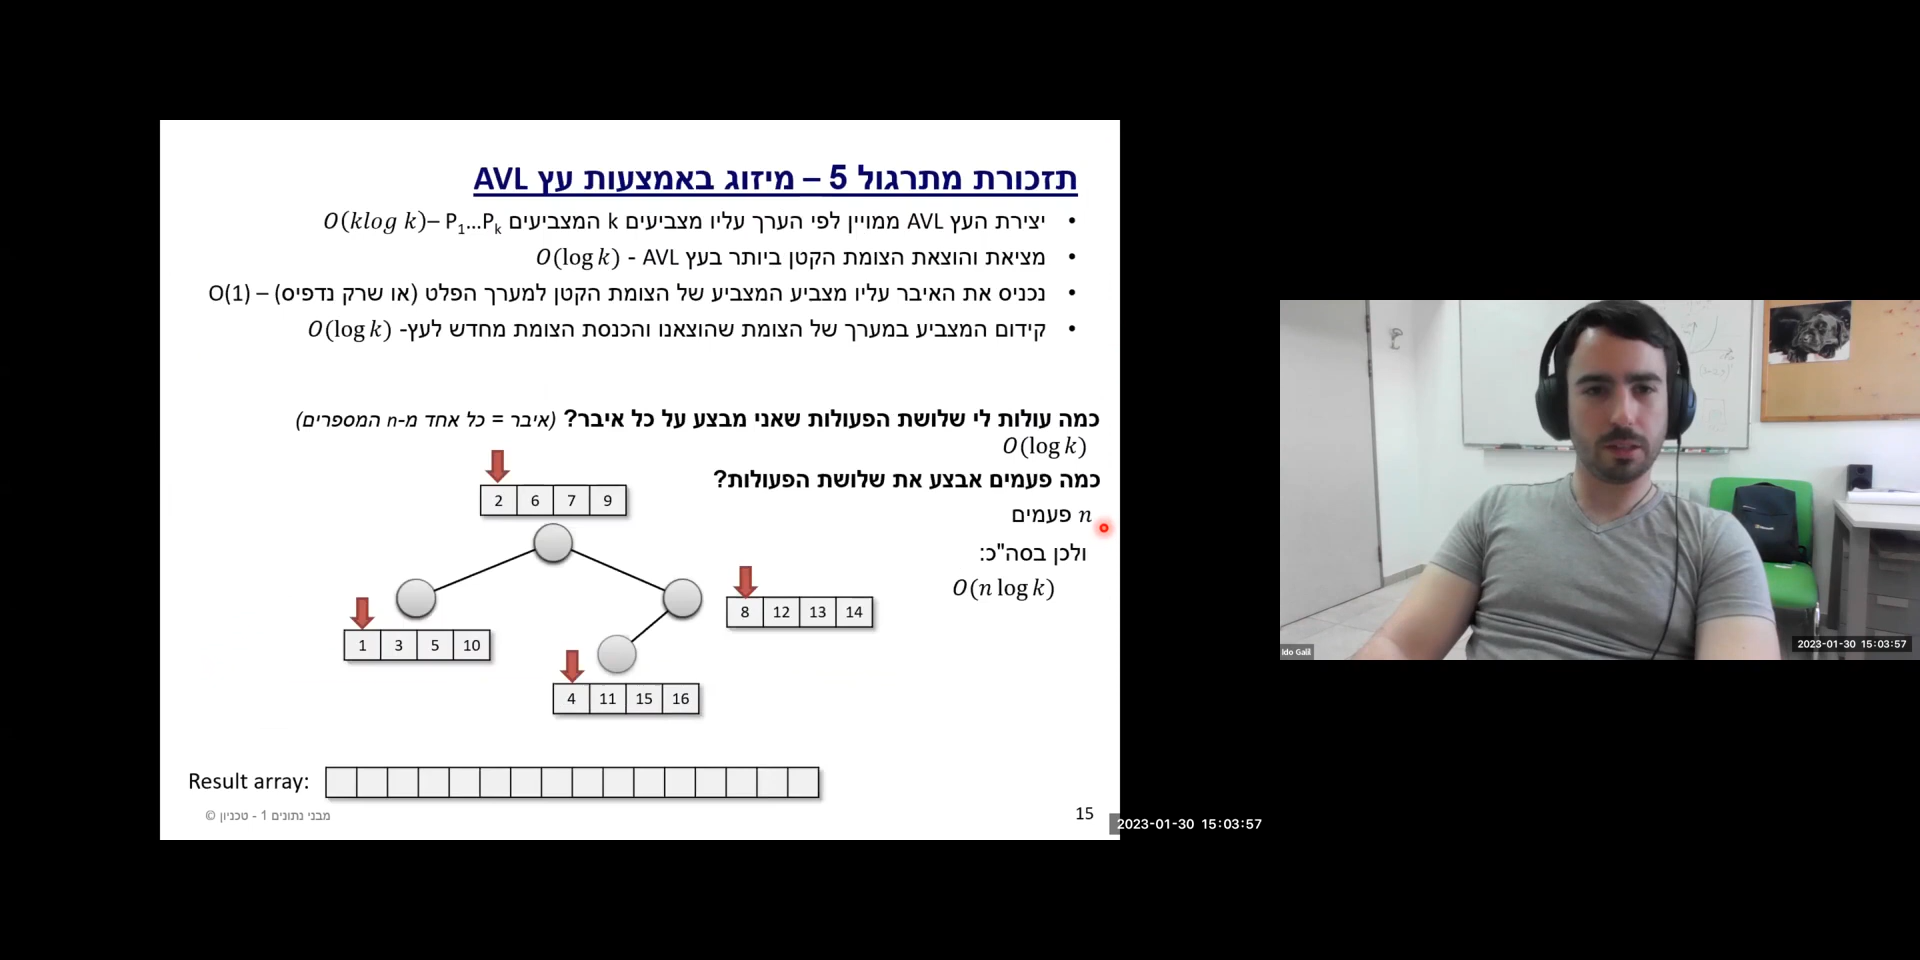 תזכורת מתרגול 5 – מיזוג באמצעות עץ AVL
• יצירת העץ AVL ממויין לפי הערך עליו מצביעים k המצביעים P1...Pk –O(klog k)
• מציאת והוצאת הצומת הקטן ביותר בעץ AVL - O(log k)
• נכניס את האיבר עליו מצביע המצביע של הצומת הקטן למערך הפלט (או שרק נדפיס) – O(1)
• קידום המצביע במערך של הצומת שהוצאנו והכנסת הצומת מחדש לעץ- O(log k)
כמה עולות לי שלושת הפעולות שאני מבצע על כל איבר? (איבר = כל אחד מ-n המספרים)
O(log k)
כמה פעמים אבצע את שלושת הפעולות?
n פעמים
ולכן בסה"כ:
O(n log k)
2 6 7 9
8 12 13 14
1 3 5 10
4 11 15 16
Result array:
מבני נתונים 1 - טכניון ©
15
2023-01-30 15:03:57
Ido Galil
2023-01-30 15:03:57